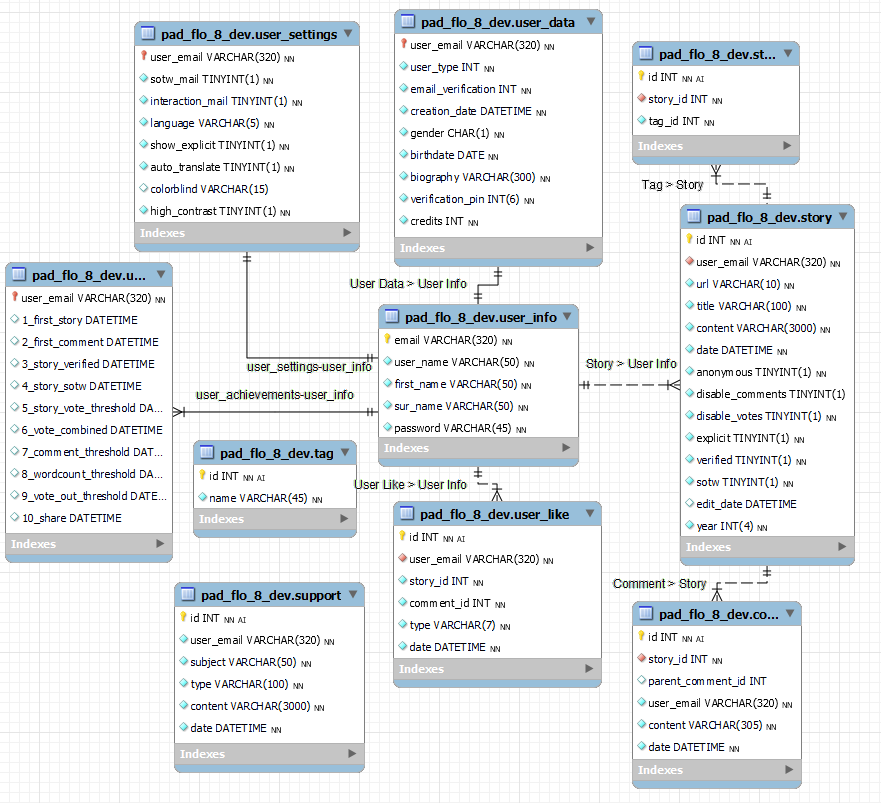 pad_flo_8_dev.user_settings
user_email VARCHAR(320) NN
sotw_mail TINYINT(1) NN
interaction_mail TINYINT(1) NN
language VARCHAR(5) NN
show_explicit TINYINT(1) NN
auto_translate TINYINT(1) NN
colorblind VARCHAR(15)
high_contrast TINYINT(1) NN
Indexes
pad_flo_8_dev.user_data
user_email VARCHAR(320) NN
user_type INT NN
email_verification INT NN
creation_date DATETIME NN
gender CHAR(1) NN
birthdate DATE NN
biography VARCHAR(300) NN
verification_pin INT(6) NN
credits INT NN
Indexes
pad_flo_8_dev.st...
id INT NN AI
story_id INT NN
tag_id INT NN
Indexes
Tag > Story
pad_flo_8_dev.story
id INT NN AI
user_email VARCHAR(320) NN
url VARCHAR(10) NN
title VARCHAR(100) NN
content VARCHAR(3000) NN
date DATETIME NN
anonymous TINYINT(1) NN
disable_comments TINYINT(1)
disable_votes TINYINT(1) NN
explicit TINYINT(1) NN
verified TINYINT(1) NN
sotw TINYINT(1) NN
edit_date DATETIME
year INT(4) NN
Indexes
User Data > User Info
pad_flo_8_dev.u...
user_email VARCHAR(320) NN
1_first_story DATETIME
2_first_comment DATETIME
3_story_verified DATETIME
4_story_sotw DATETIME
5_story_vote_threshold DA...
6_vote_combined DATETIME
7_comment_threshold DA...
8_wordcount_threshold DA...
9_vote_out_threshold DATE...
10_share DATETIME
Indexes
pad_flo_8_dev.user_info
email VARCHAR(320) NN
user_name VARCHAR(50) NN
first_name VARCHAR(50) NN
sur_name VARCHAR(50) NN
password VARCHAR(45) NN
Indexes
user_settings-user_info
user_achievements-user_info
Story > User Info
pad_flo_8_dev.tag
id INT NN AI
name VARCHAR(45) NN
Indexes
User Like > User Info
pad_flo_8_dev.user_like
id INT NN AI
user_email VARCHAR(320) NN
story_id INT NN
comment_id INT NN
type VARCHAR(7) NN
date DATETIME NN
Indexes
pad_flo_8_dev.support
id INT NN AI
user_email VARCHAR(320) NN
subject VARCHAR(50) NN
type VARCHAR(100) NN
content VARCHAR(3000) NN
date DATETIME NN
Indexes
Comment > Story
pad_flo_8_dev.co...
id INT NN AI
story_id INT NN
parent_comment_id INT
user_email VARCHAR(320) NN
content VARCHAR(305) NN
date DATETIME NN
Indexes